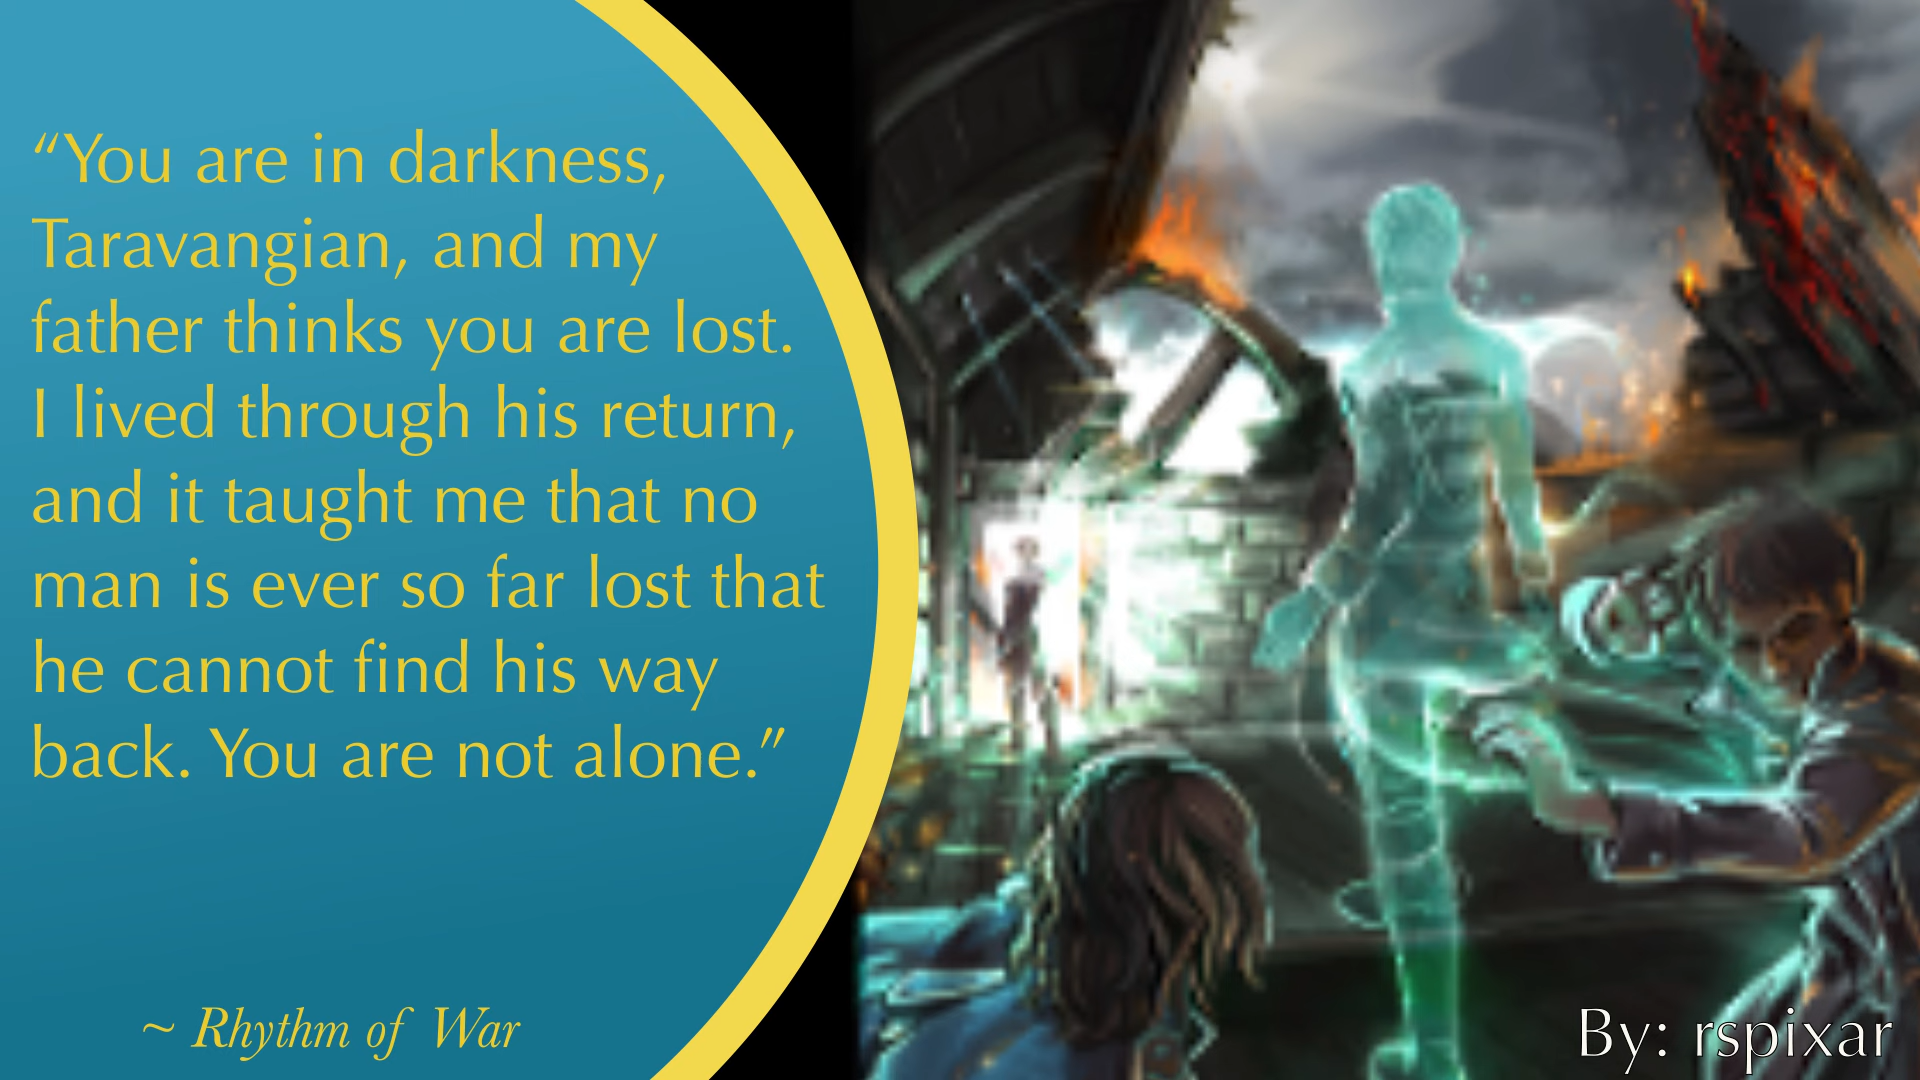 “You are in darkness,
Taravangian, and my
father thinks you are lost.
I lived through his return,
and it taught me that no
man is ever so far lost that
he cannot find his way
back. You are not alone.”
~ Rhythm of War
By: rspixar